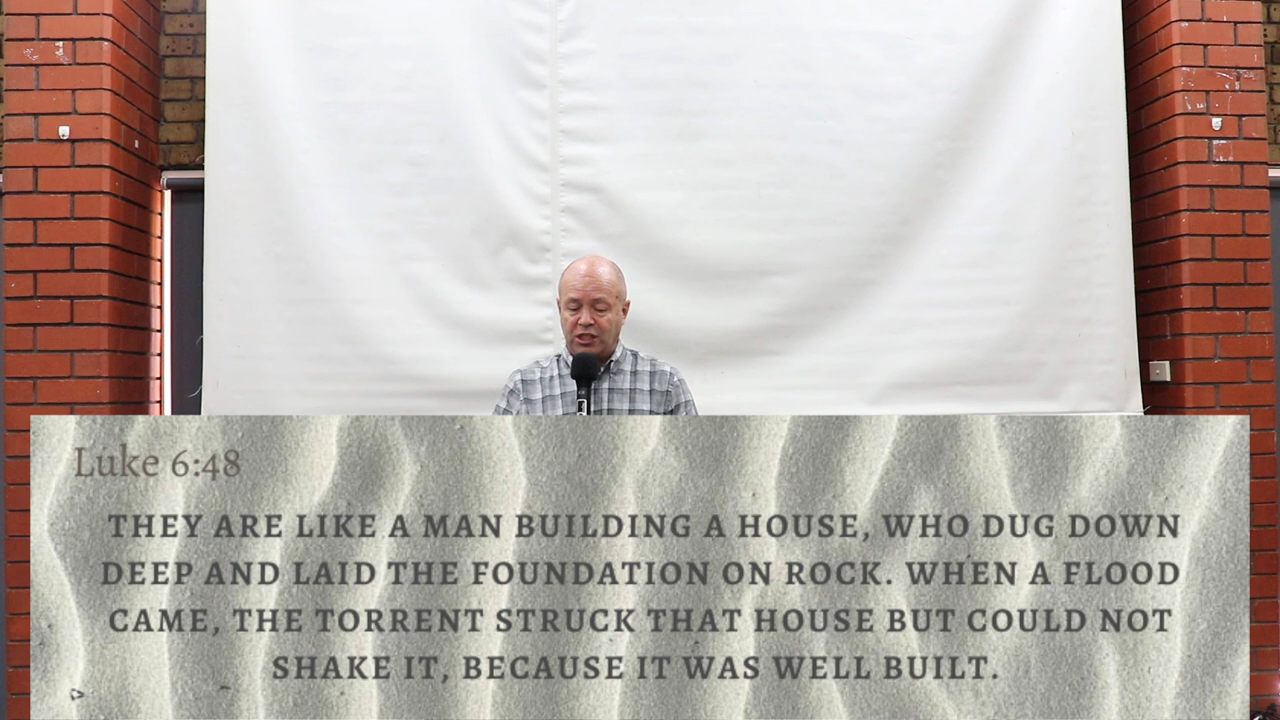 Luke 6:48
THEY ARE LIKE A MAN BUILDING A HOUSE, WHO DUG DOWN
DEEP AND LAID THE FOUNDATION ON ROCK. WHEN A FLOOD
CAME, THE TORRENT STRUCK THAT HOUSE BUT COULD NOT
SHAKE IT, BECAUSE IT WAS WELL BUILT.